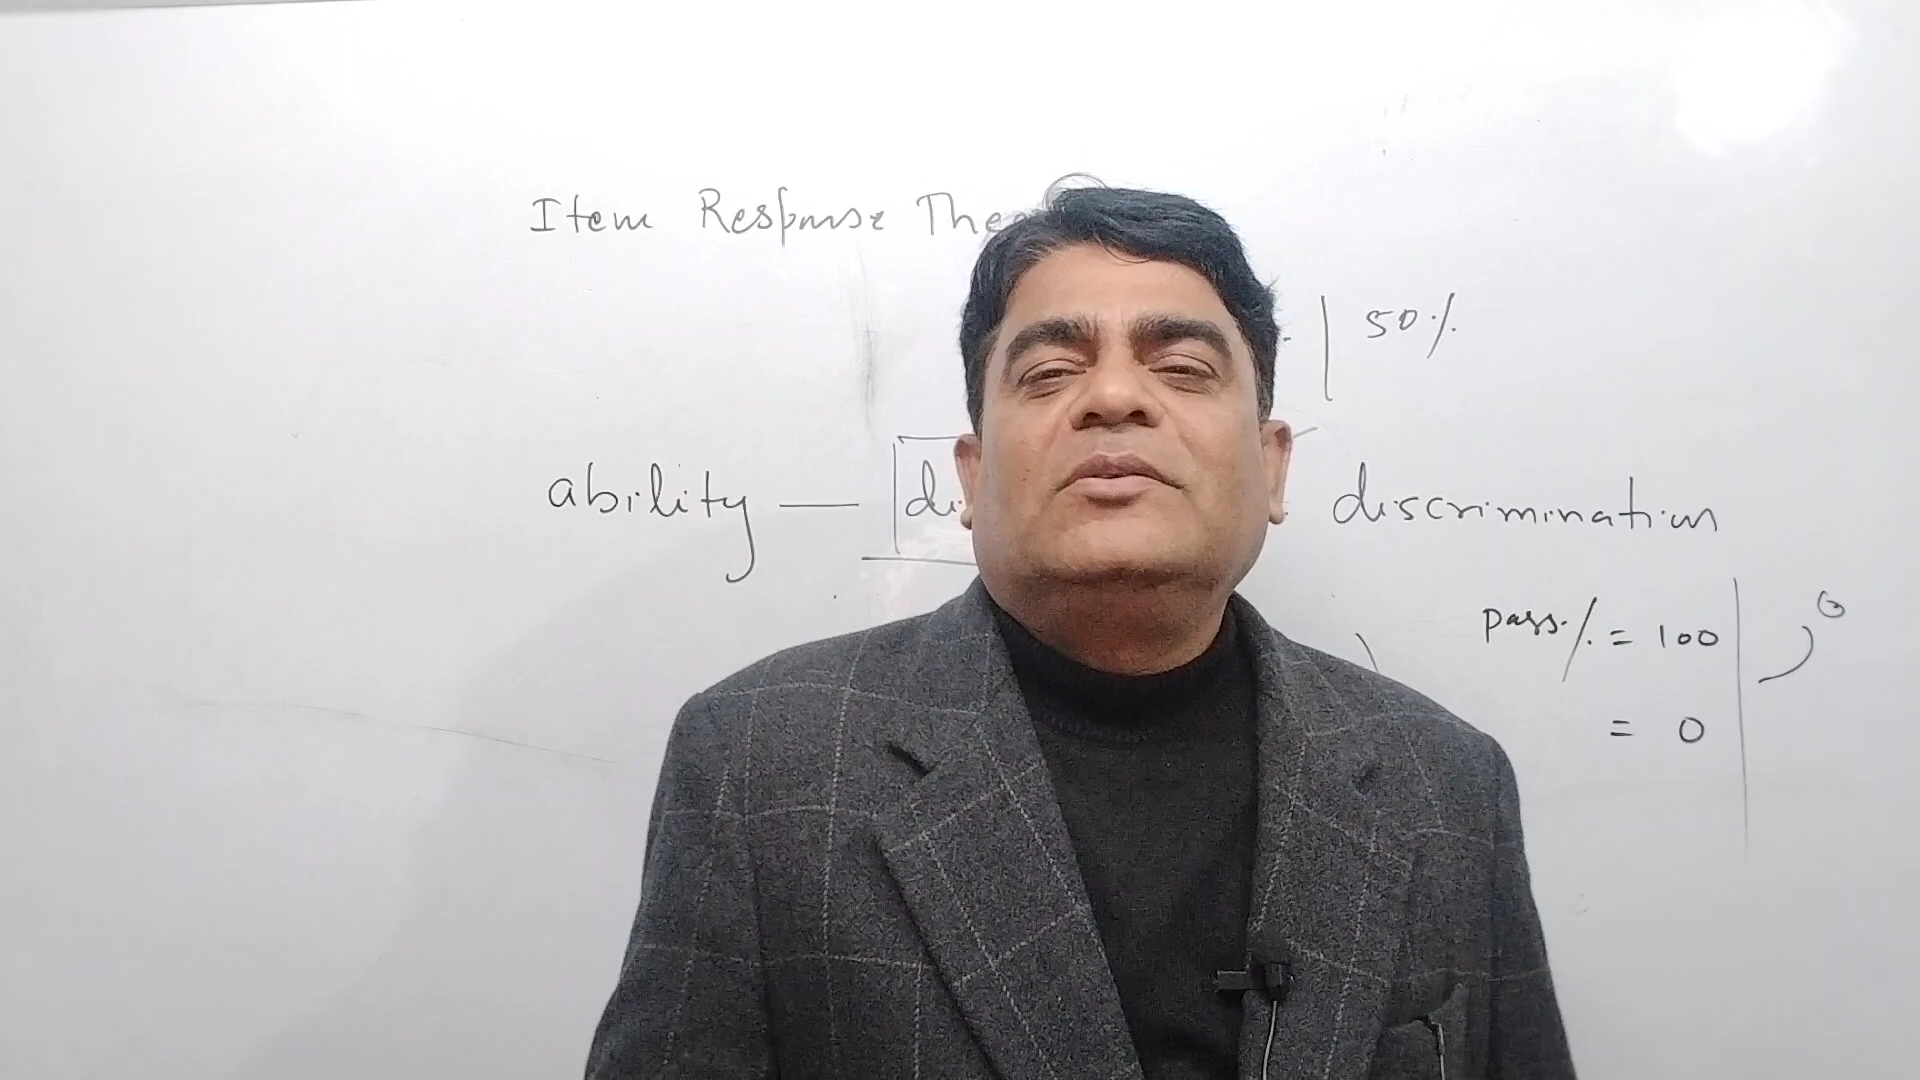 Item Response The
50%
ability — di discrimination
pass% = 100
= 0